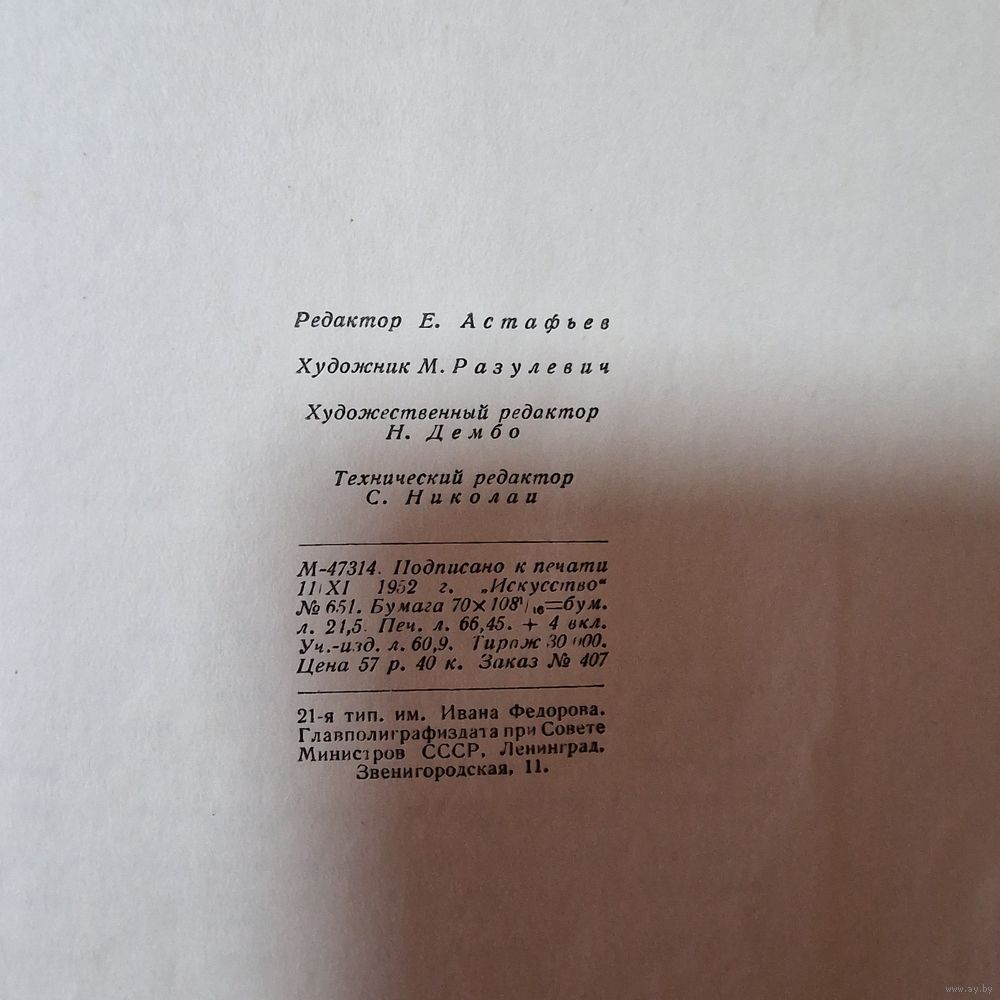 Редактор Е. Астафьев
Художник М. Разулевич
Художественный редактор
Н. Дембо
Технический редактор
С. Николаи
М-47314. Подписано к печати
11/XI 1952 г. „Искусство“
№ 651. Бумага 70×108¹/₁₆=бум.
л. 21,5. Печ. л. 66,45. + 4 вкл.
Уч.-изд. л. 60,9. Тираж 30 000.
Цена 57 р. 40 к. Заказ № 407
21-я тип. им. Ивана Федорова.
Главполиграфиздата при Совете
Министров СССР, Ленинград,
Звенигородская, 11.
www.ay.by